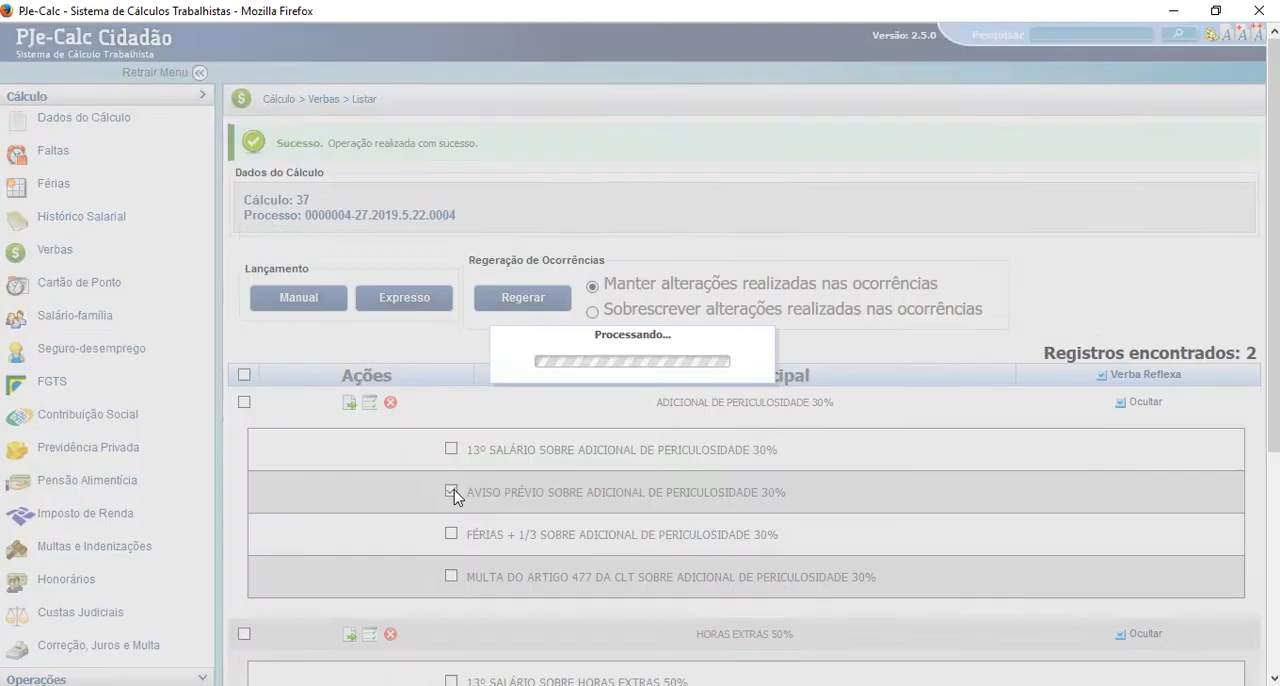 PJe-Calc - Sistema de Cálculos Trabalhistas - Mozilla Firefox
PJe-Calc Cidadão
Sistema de Cálculo Trabalhista
Versão: 2.5.0
Pesquisar
A A A
Retrair Menu
Cálculo
Cálculo > Verbas > Listar
Dados do Cálculo
Faltas
Férias
Histórico Salarial
Verbas
Cartão de Ponto
Salário-família
Seguro-desemprego
FGTS
Contribuição Social
Previdência Privada
Pensão Alimentícia
Imposto de Renda
Multas e Indenizações
Honorários
Custas Judiciais
Correção, Juros e Multa
Operações
Sucesso. Operação realizada com sucesso.
Dados do Cálculo
Cálculo: 37
Processo: 0000004-27.2019.5.22.0004
Lançamento
Manual
Expresso
Regeração de Ocorrências
Regerar
Manter alterações realizadas nas ocorrências
Sobrescrever alterações realizadas nas ocorrências
Processando...
Registros encontrados: 2
Ações
Verba Reflexa
ADICIONAL DE PERICULOSIDADE 30%
Ocultar
13º SALÁRIO SOBRE ADICIONAL DE PERICULOSIDADE 30%
AVISO PRÉVIO SOBRE ADICIONAL DE PERICULOSIDADE 30%
FÉRIAS + 1/3 SOBRE ADICIONAL DE PERICULOSIDADE 30%
MULTA DO ARTIGO 477 DA CLT SOBRE ADICIONAL DE PERICULOSIDADE 30%
HORAS EXTRAS 50%
Ocultar
13º SALÁRIO SOBRE HORAS EXTRAS 50%